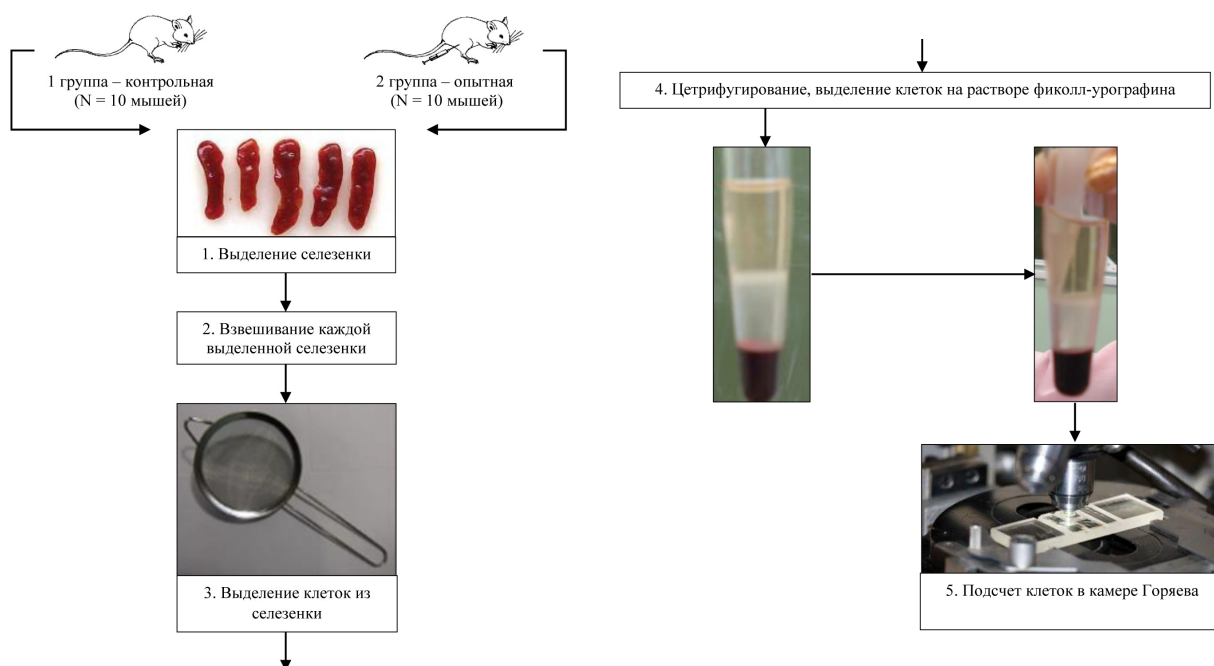 1 группа – контрольная
(N = 10 мышей)
2 группа – опытная
(N = 10 мышей)
1. Выделение селезенки
2. Взвешивание каждой
выделенной селезенки
3. Выделение клеток из
селезенки
4. Цетрифугирование, выделение клеток на растворе фиколл-урографина
5. Подсчет клеток в камере Горяева